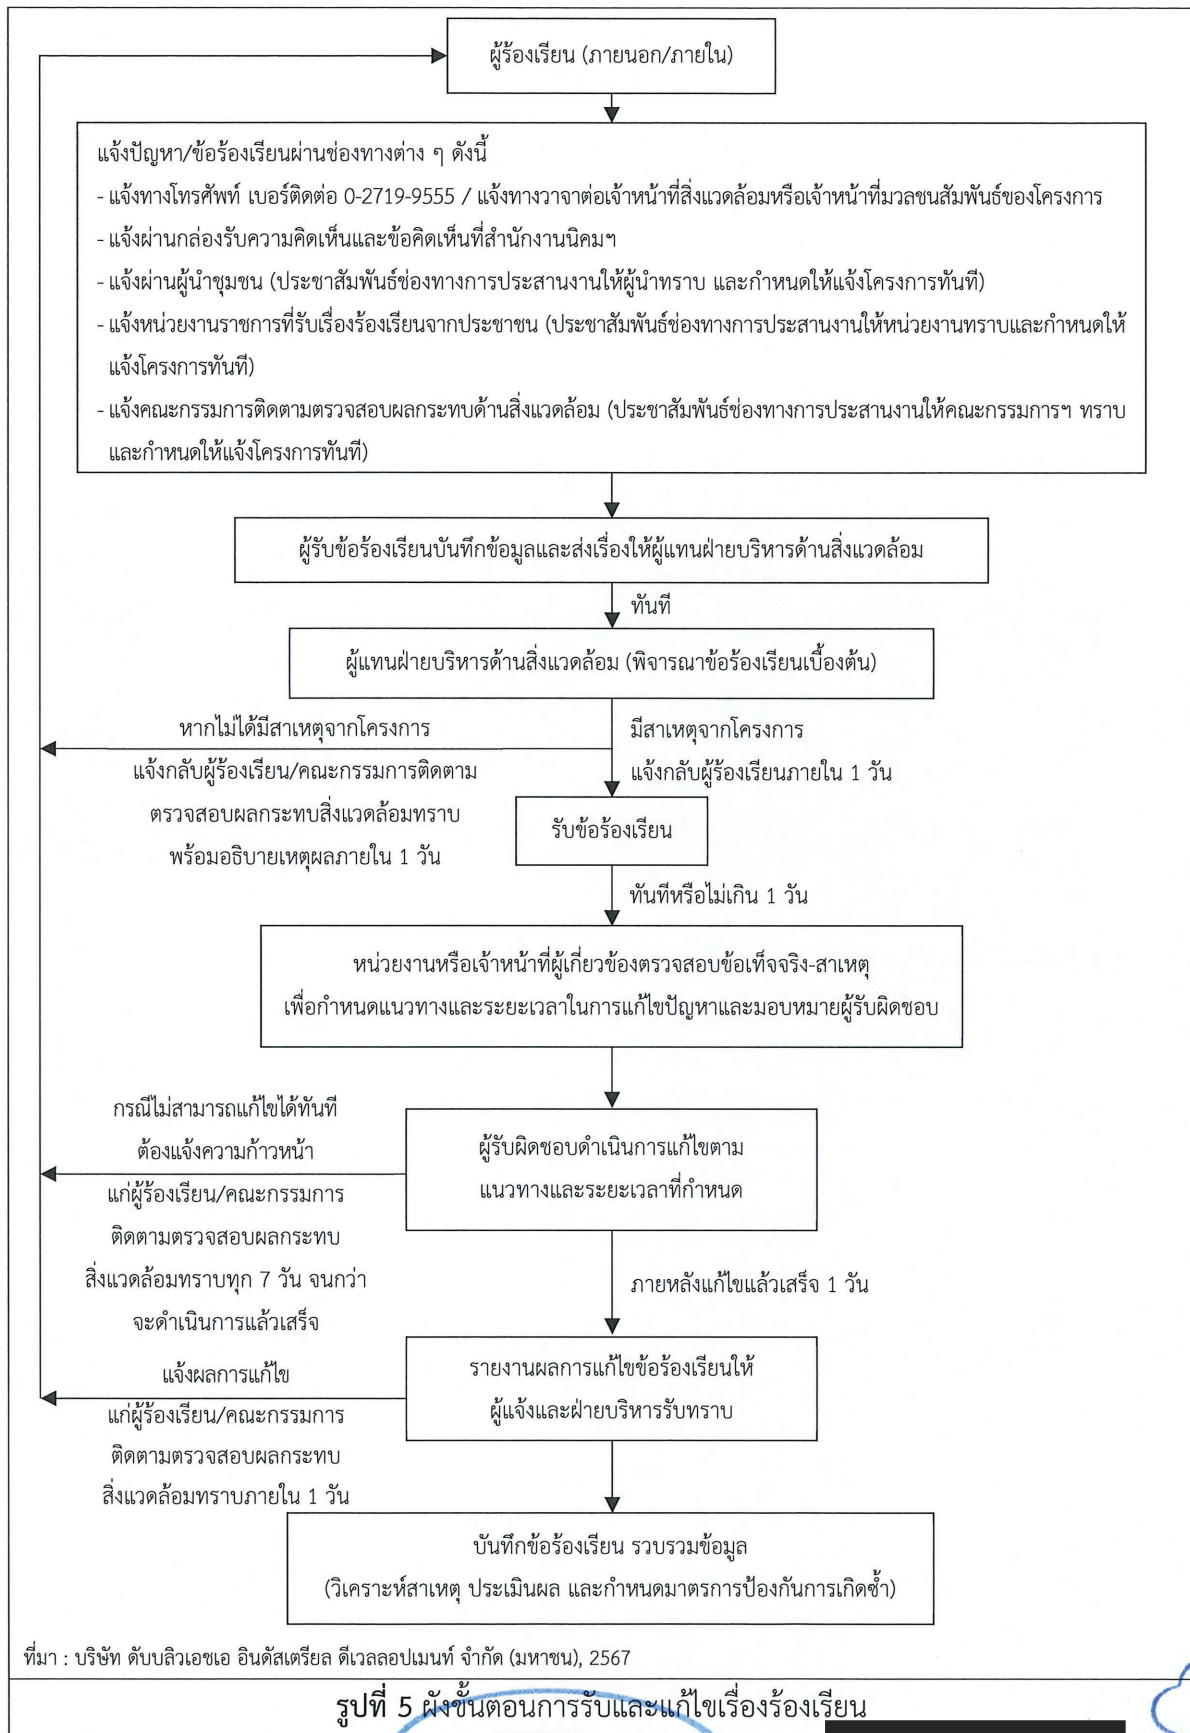 ผู้ร้องเรียน (ภายนอก/ภายใน)
แจ้งปัญหา/ข้อร้องเรียนผ่านช่องทางต่าง ๆ ดังนี้
- แจ้งทางโทรศัพท์ เบอร์ติดต่อ 0-2719-9555 / แจ้งทางวาจาต่อเจ้าหน้าที่สิ่งแวดล้อมหรือเจ้าหน้าที่มวลชนสัมพันธ์ของโครงการ
- แจ้งผ่านกล่องรับความคิดเห็นและข้อคิดเห็นที่สำนักงานนิคมฯ
- แจ้งผ่านผู้นำชุมชน (ประชาสัมพันธ์ช่องทางการประสานงานให้ผู้นำทราบ และกำหนดให้แจ้งโครงการทันที)
- แจ้งหน่วยงานราชการที่รับเรื่องร้องเรียนจากประชาชน (ประชาสัมพันธ์ช่องทางการประสานงานให้หน่วยงานทราบและกำหนดให้
แจ้งโครงการทันที)
- แจ้งคณะกรรมการติดตามตรวจสอบผลกระทบด้านสิ่งแวดล้อม (ประชาสัมพันธ์ช่องทางการประสานงานให้คณะกรรมการฯ ทราบ
และกำหนดให้แจ้งโครงการทันที)
ผู้รับข้อร้องเรียนบันทึกข้อมูลและส่งเรื่องให้ผู้แทนฝ่ายบริหารด้านสิ่งแวดล้อม
ทันที
ผู้แทนฝ่ายบริหารด้านสิ่งแวดล้อม (พิจารณาข้อร้องเรียนเบื้องต้น)
หากไม่ได้มีสาเหตุจากโครงการ
แจ้งกลับผู้ร้องเรียน/คณะกรรมการติดตาม
ตรวจสอบผลกระทบสิ่งแวดล้อมทราบ
พร้อมอธิบายเหตุผลภายใน 1 วัน
มีสาเหตุจากโครงการ
แจ้งกลับผู้ร้องเรียนภายใน 1 วัน
รับข้อร้องเรียน
ทันทีหรือไม่เกิน 1 วัน
หน่วยงานหรือเจ้าหน้าที่ผู้เกี่ยวข้องตรวจสอบข้อเท็จจริง-สาเหตุ
เพื่อกำหนดแนวทางและระยะเวลาในการแก้ไขปัญหาและมอบหมายผู้รับผิดชอบ
กรณีไม่สามารถแก้ไขได้ทันที
ต้องแจ้งความก้าวหน้า
แก่ผู้ร้องเรียน/คณะกรรมการ
ติดตามตรวจสอบผลกระทบ
สิ่งแวดล้อมทราบทุก 7 วัน จนกว่า
จะดำเนินการแล้วเสร็จ
ผู้รับผิดชอบดำเนินการแก้ไขตาม
แนวทางและระยะเวลาที่กำหนด
ภายหลังแก้ไขแล้วเสร็จ 1 วัน
แจ้งผลการแก้ไข
แก่ผู้ร้องเรียน/คณะกรรมการ
ติดตามตรวจสอบผลกระทบ
สิ่งแวดล้อมทราบภายใน 1 วัน
รายงานผลการแก้ไขข้อร้องเรียนให้
ผู้แจ้งและฝ่ายบริหารรับทราบ
บันทึกข้อร้องเรียน รวบรวมข้อมูล
(วิเคราะห์สาเหตุ ประเมินผล และกำหนดมาตรการป้องกันการเกิดซ้ำ)
ที่มา : บริษัท ดับบลิวเอชเอ อินดัสเตรียล ดีเวลลอปเมนท์ จำกัด (มหาชน), 2567
รูปที่ 5 ผังขั้นตอนการรับและแก้ไขเรื่องร้องเรียน